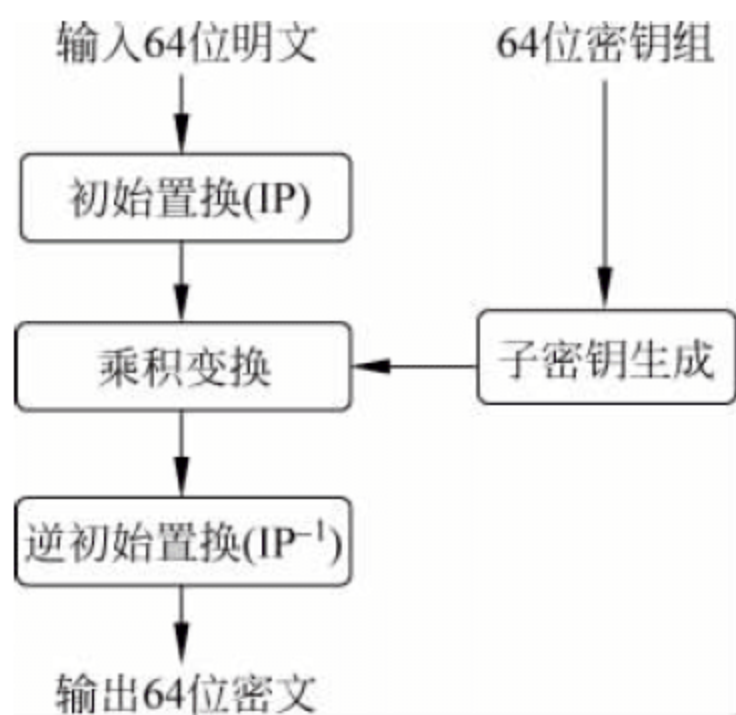 输入64位明文
64位密钥组
初始置换(IP)
乘积变换
子密钥生成
逆初始置换(IP⁻¹)
输出64位密文